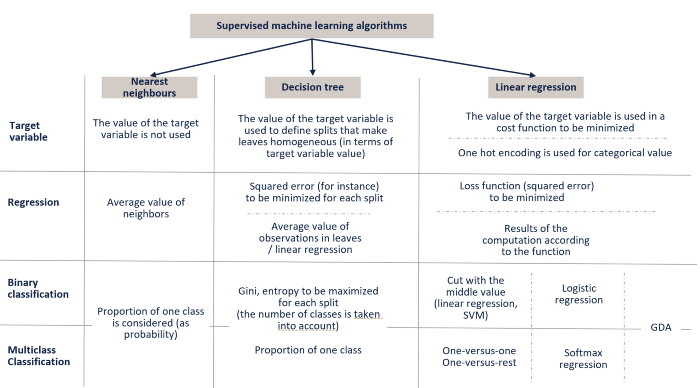 Supervised machine learning algorithms
Nearest
neighbours
Decision tree
Linear regression
Target
variable
The value of the target
variable is not used
The value of the target variable is
used to define splits that make
leaves homogeneous (in terms of
target variable value)
The value of the target variable is used in a
cost function to be minimized
One hot encoding is used for categorical value
Regression
Average value of
neighbors
Squared error (for instance)
to be minimized for each split
Average value of
observations in leaves
/ linear regression
Loss function (squared error)
to be minimized
Results of the
computation according
to the function
Binary
classification
Multiclass
Classification
Proportion of one class
is considered (as
probability)
Gini, entropy to be maximized
for each split
(the number of classes is taken
into account)
Proportion of one class
Cut with the
middle value
(linear regression,
SVM)
Logistic
regression
One-versus-one
One-versus-rest
Softmax
regression
GDA